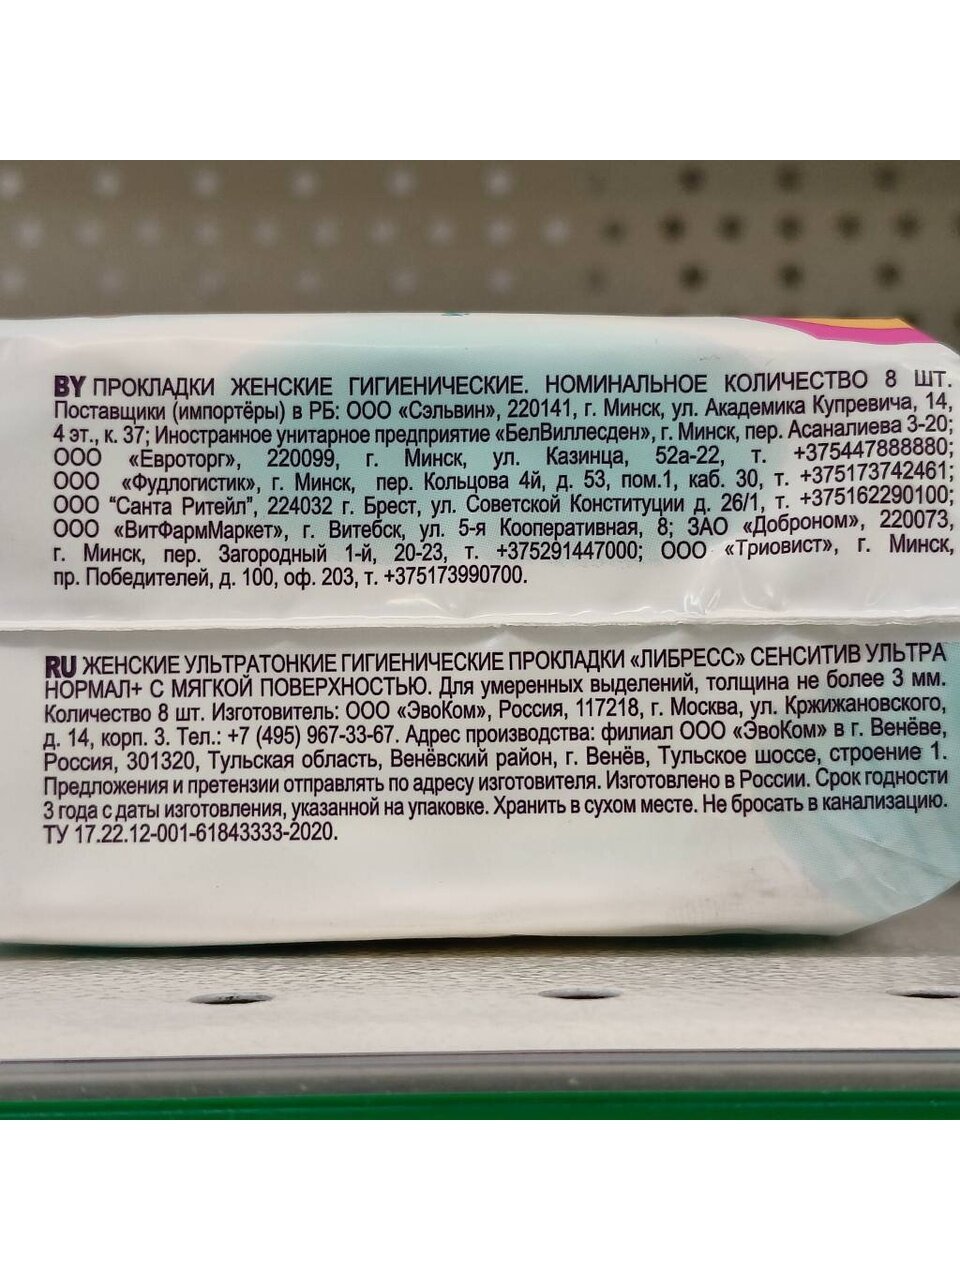 BY ПРОКЛАДКИ ЖЕНСКИЕ ГИГИЕНИЧЕСКИЕ. НОМИНАЛЬНОЕ КОЛИЧЕСТВО 8 ШТ.
Поставщики (импортёры) в РБ: ООО «Сэльвин», 220141, г. Минск, ул. Академика Купревича, 14,
4 эт., к. 37; Иностранное унитарное предприятие «БелВиллесден», г. Минск, пер. Асаналиева 3-20;
ООО «Евроторг», 220099, г. Минск, ул. Казинца, 52а-22, т. +375447888880;
ООО «Фудлогистик», г. Минск, пер. Кольцова 4й, д. 53, пом.1, каб. 30, т. +375173742461;
ООО "Санта Ритейл", 224032 г. Брест, ул. Советской Конституции д. 26/1, т. +375162290100;
ООО «ВитФармМаркет», г. Витебск, ул. 5-я Кооперативная, 8; ЗАО «Доброном», 220073,
г. Минск, пер. Загородный 1-й, 20-23, т. +375291447000; ООО «Триовист», г. Минск,
пр. Победителей, д. 100, оф. 203, т. +375173990700.
RU ЖЕНСКИЕ УЛЬТРАТОНКИЕ ГИГИЕНИЧЕСКИЕ ПРОКЛАДКИ «ЛИБРЕСС» СЕНСИТИВ УЛЬТРА
НОРМАЛ+ С МЯГКОЙ ПОВЕРХНОСТЬЮ. Для умеренных выделений, толщина не более 3 мм.
Количество 8 шт. Изготовитель: ООО «ЭвоКом», Россия, 117218, г. Москва, ул. Кржижановского,
д. 14, корп. 3. Тел.: +7 (495) 967-33-67. Адрес производства: филиал ООО «ЭвоКом» в г. Венёве,
Россия, 301320, Тульская область, Венёвский район, г. Венёв, Тульское шоссе, строение 1.
Предложения и претензии отправлять по адресу изготовителя. Изготовлено в России. Срок годности
3 года с даты изготовления, указанной на упаковке. Хранить в сухом месте. Не бросать в канализацию.
ТУ 17.22.12-001-61843333-2020.